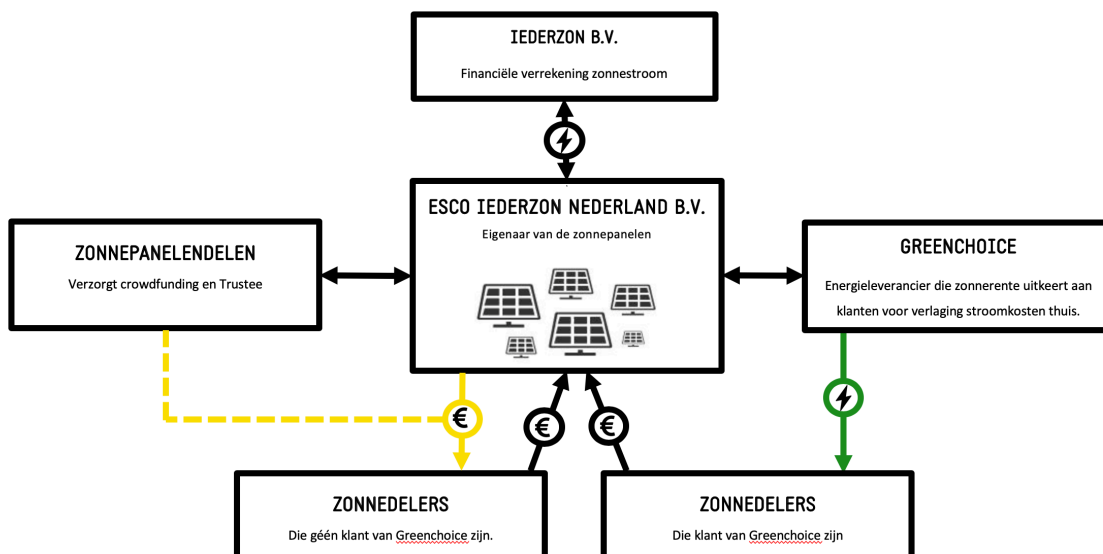 IEDERZON B.V.
Financiële verrekening zonnestroom
ESCO IEDERZON NEDERLAND B.V.
Eigenaar van de zonnepanelen
ZONNEPANELENDELEN
Verzorgt crowdfunding en Trustee
GREENCHOICE
Energieleverancier die zonnerente uitkeert aan
klanten voor verlaging stroomkosten thuis.
€
€
€
ZONNEDELERS
Die géén klant van Greenchoice zijn.
ZONNEDELERS
Die klant van Greenchoice zijn